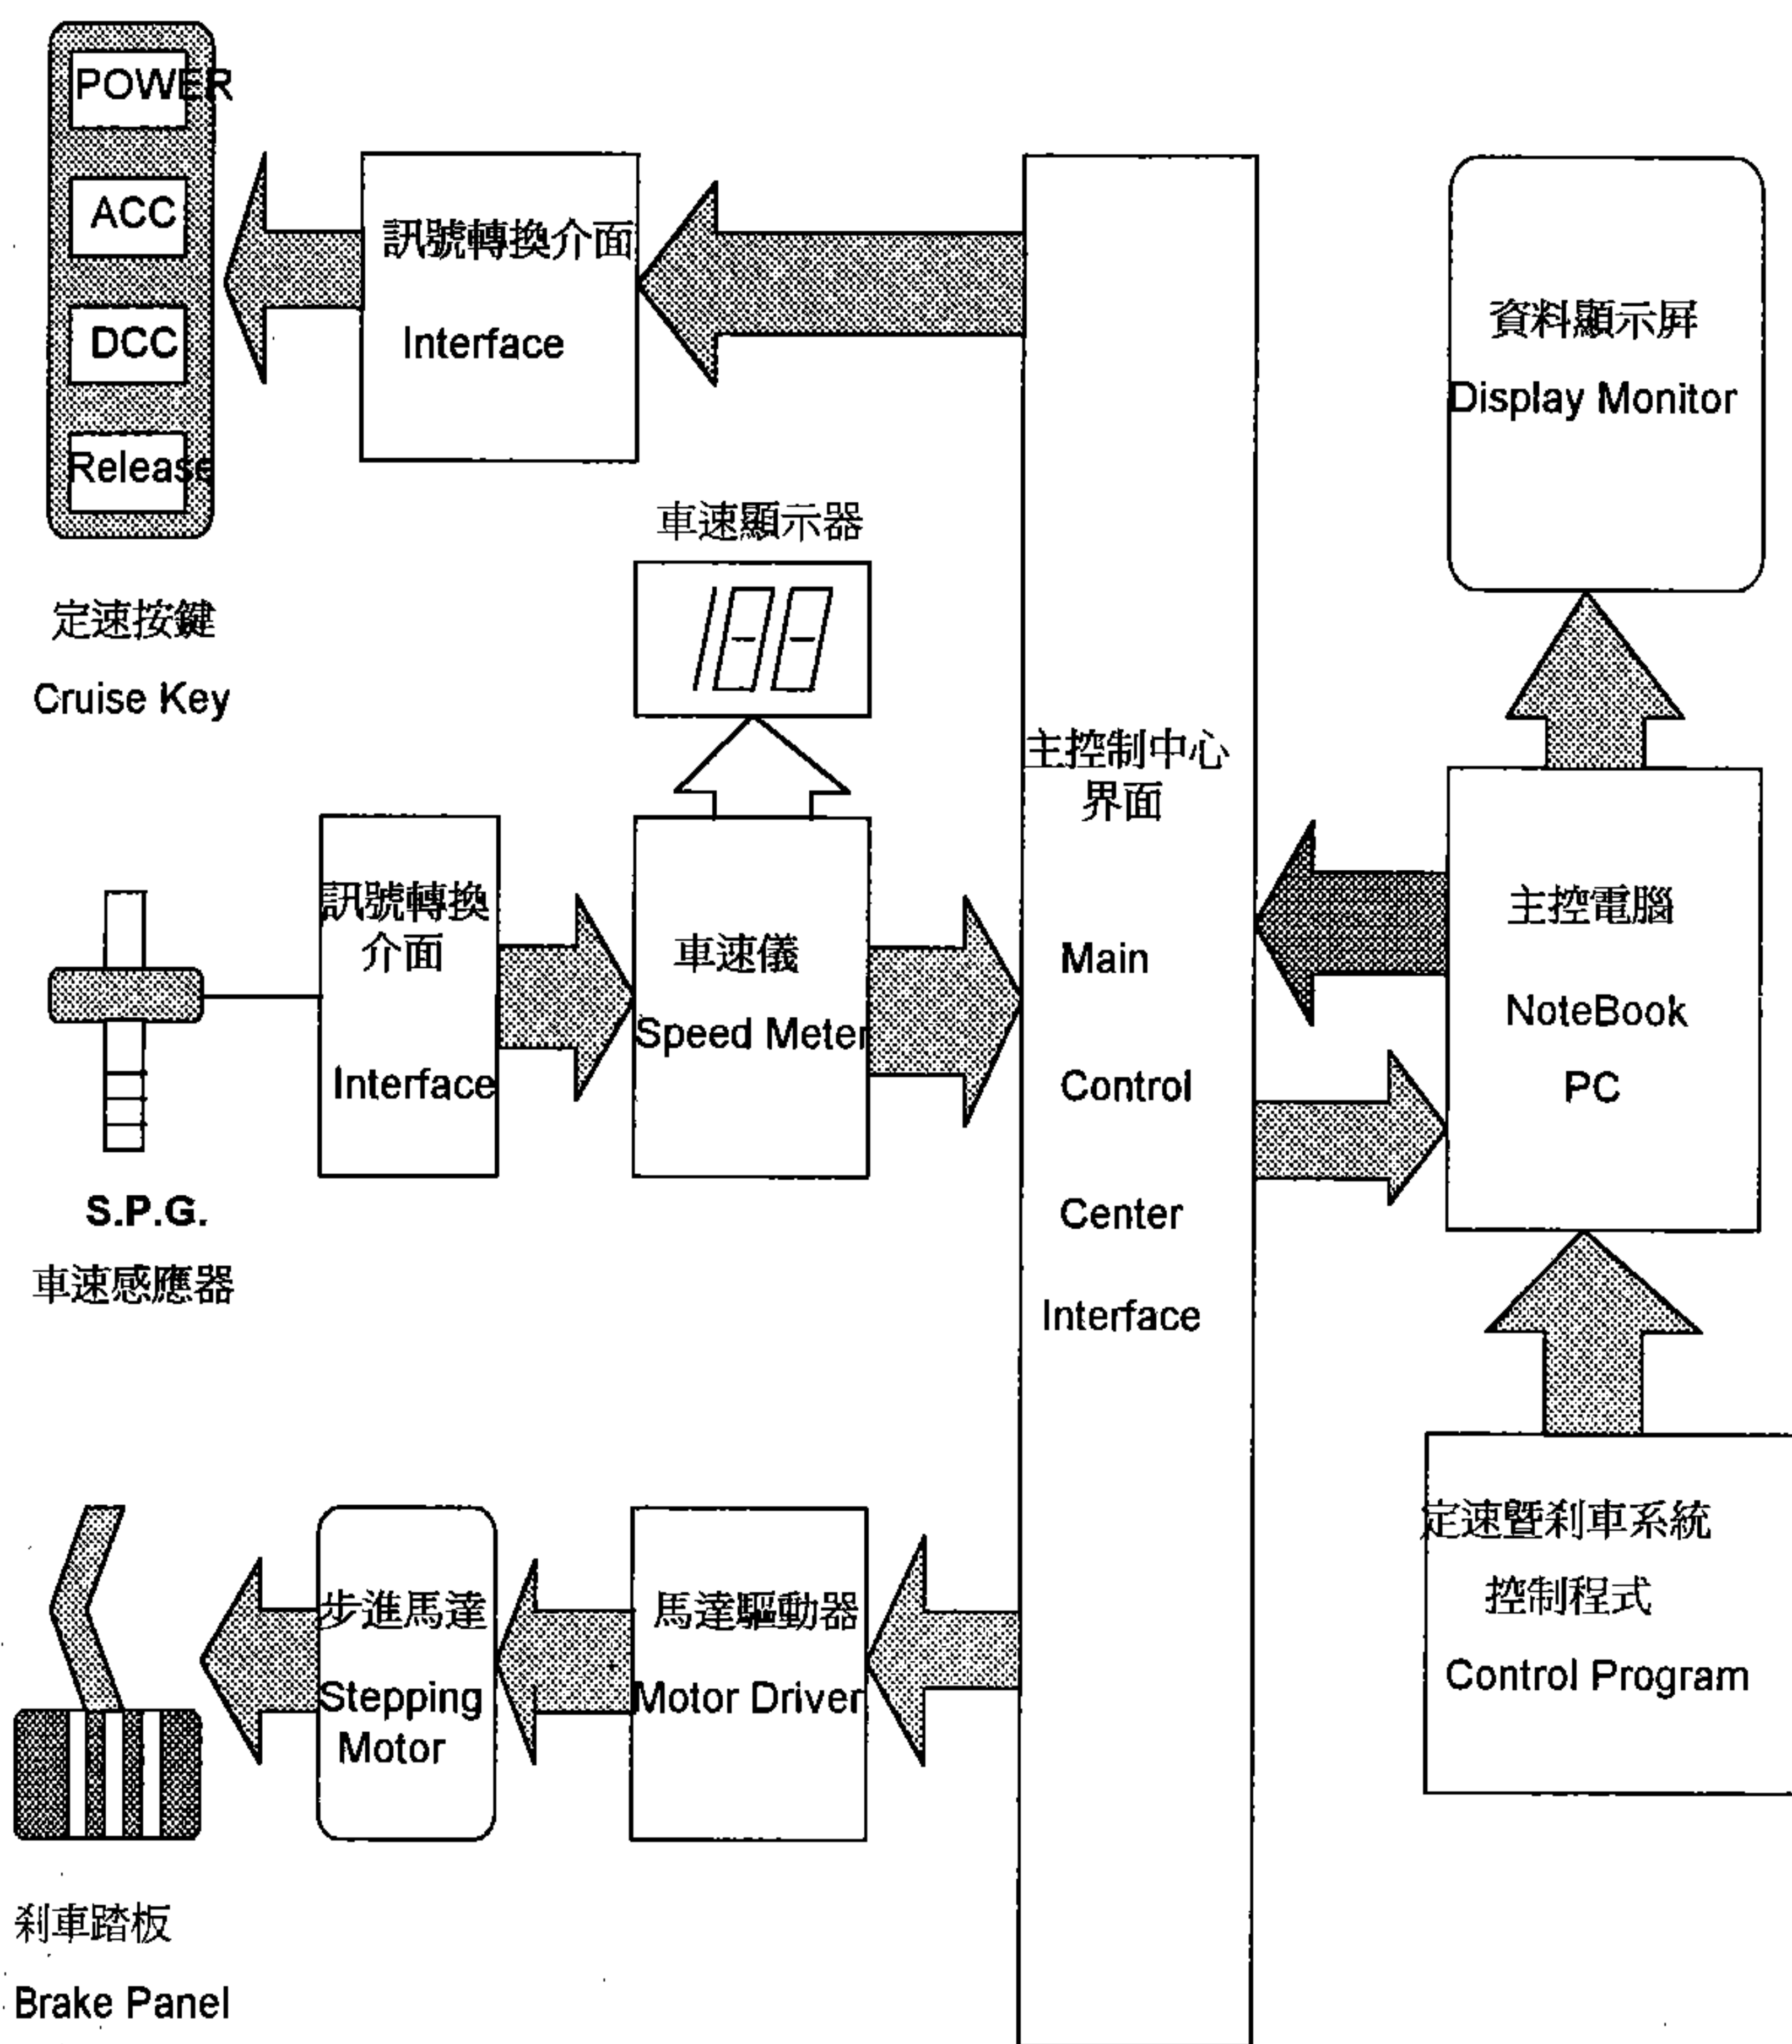 POWER
ACC
DCC
Release
定速按鍵
Cruise Key
訊號轉換介面
Interface
車速顯示器
188
訊號轉換
介面
Interface
車速儀
Speed Meter
S.P.G.
車速感應器
主控制中心
界面
Main
Control
Center
Interface
資料顯示屏
Display Monitor
主控電腦
NoteBook
PC
定速暨剎車系統
控制程式
Control Program
步進馬達
Stepping
Motor
馬達驅動器
Motor Driver
剎車踏板
Brake Panel